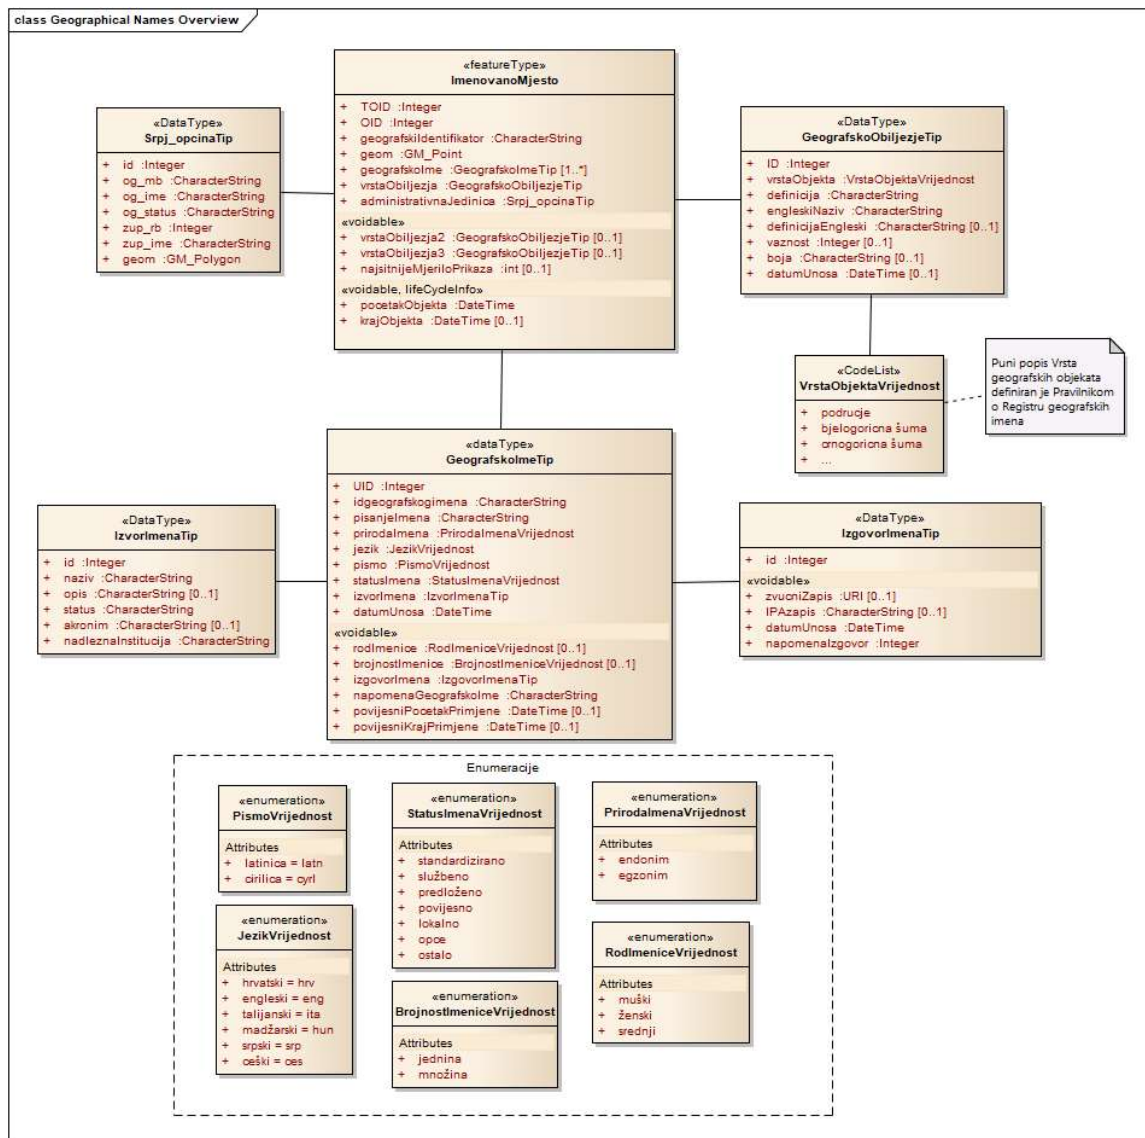 class Geographical Names Overview
«featureType»
ImenovanoMjesto
+ TOID :Integer
+ OID :Integer
+ geografskiIdentifikator :CharacterString
+ geom :GM_Point
+ geografskoIme :GeografskoImeTip [1..*]
+ vrstaObiljezja :GeografskoObiljezjeTip
+ administrativnaJedinica :Srpj_opcinaTip
«voidable»
+ vrstaObiljezja2 :GeografskoObiljezjeTip [0..1]
+ vrstaObiljezja3 :GeografskoObiljezjeTip [0..1]
+ najsitnijeMjeriloPrikaza :int [0..1]
«voidable, lifeCycleInfo»
+ pocetakObjekta :DateTime
+ krajObjekta :DateTime [0..1]
«DataType»
Srpj_opcinaTip
+ id :Integer
+ og_mb :CharacterString
+ og_ime :CharacterString
+ og_status :CharacterString
+ zup_rb :Integer
+ zup_ime :CharacterString
+ geom :GM_Polygon
«DataType»
GeografskoObiljezjeTip
+ ID :Integer
+ vrstaObjekta :VrstaObjektaVrijednost
+ definicija :CharacterString
+ engleskiNaziv :CharacterString
+ definicijaEngleski :CharacterString [0..1]
+ vaznost :Integer [0..1]
+ boja :CharacterString [0..1]
+ datumUnosa :DateTime [0..1]
«CodeList»
VrstaObjektaVrijednost
+ podrucje
+ bjelogoricna šuma
+ crnogoricna šuma
+ ...
Puni popis Vrsta
geografskih objekata
definiran je Pravilnikom
o Registru geografskih
imena
«dataType»
GeografskoImeTip
+ UID :Integer
+ idgeografskogimena :CharacterString
+ pisanjeImena :CharacterString
+ prirodaImena :PrirodaImenaVrijednost
+ jezik :JezikVrijednost
+ pismo :PismoVrijednost
+ statusImena :StatusImenaVrijednost
+ izvorImena :IzvorImenaTip
+ datumUnosa :DateTime
«voidable»
+ rodImenice :RodImeniceVrijednost [0..1]
+ brojnostImenice :BrojnostImeniceVrijednost [0..1]
+ izgovorImena :IzgovorImenaTip
+ napomenaGeografskoIme :CharacterString
+ povijesniPocetakPrimjene :DateTime [0..1]
+ povijesniKrajPrimjene :DateTime [0..1]
«DataType»
IzvorImenaTip
+ id :Integer
+ naziv :CharacterString
+ opis :CharacterString [0..1]
+ status :CharacterString
+ akronim :CharacterString [0..1]
+ nadleznaInstitucija :CharacterString
«DataType»
IzgovorImenaTip
+ id :Integer
«voidable»
+ zvucniZapis :URI [0..1]
+ IPAzapis :CharacterString [0..1]
+ datumUnosa :DateTime
+ napomenaIzgovor :Integer
Enumeracije
«enumeration»
PismoVrijednost
Attributes
+ latinica = latn
+ cirilica = cyrl
«enumeration»
StatusImenaVrijednost
Attributes
+ standardizirano
+ službeno
+ predloženo
+ povijesno
+ lokalno
+ opce
+ ostalo
«enumeration»
PrirodaImenaVrijednost
Attributes
+ endonim
+ egzonim
«enumeration»
JezikVrijednost
Attributes
+ hrvatski = hrv
+ engleski = eng
+ talijanski = ita
+ madžarski = hun
+ srpski = srp
+ ceški = ces
«enumeration»
BrojnostImeniceVrijednost
Attributes
+ jednina
+ množina
«enumeration»
RodImeniceVrijednost
Attributes
+ muški
+ ženski
+ srednji